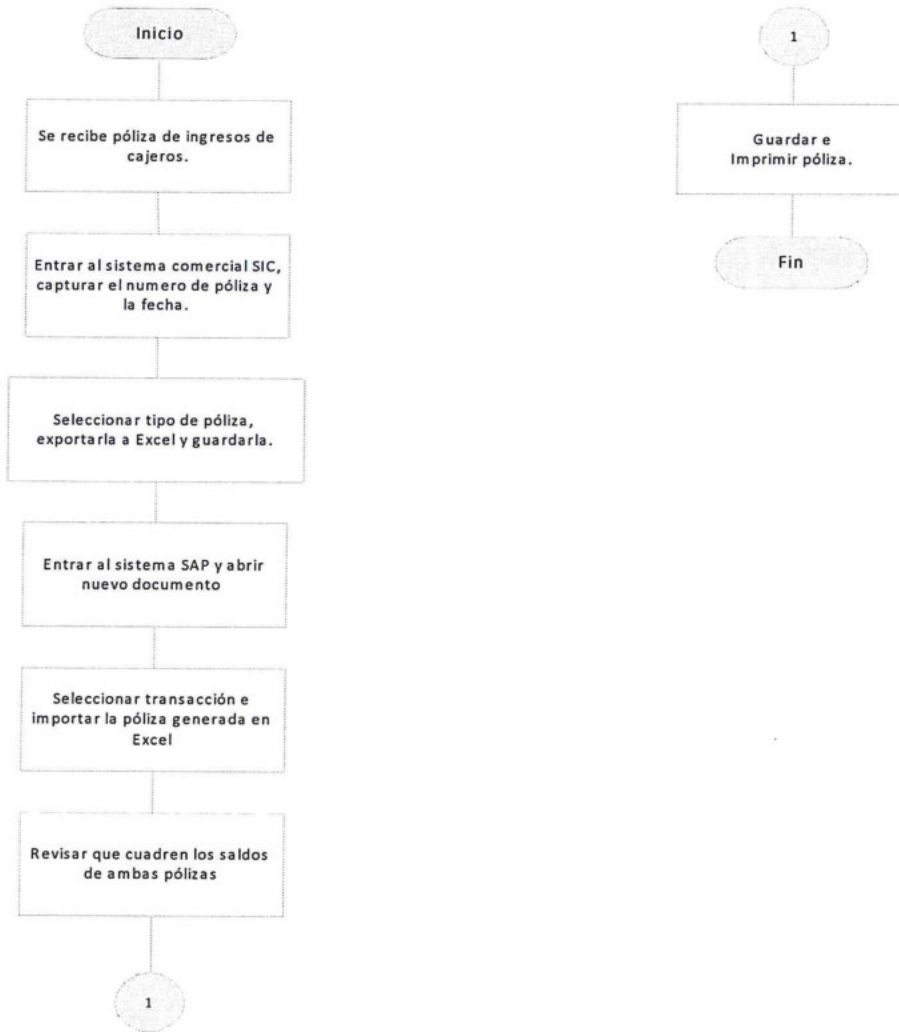 Inicio
Se recibe póliza de ingresos de
cajeros.
Entrar al sistema comercial SIC,
capturar el numero de póliza y
la fecha.
Seleccionar tipo de póliza,
exportarla a Excel y guardarla.
Entrar al sistema SAP y abrir
nuevo documento
Seleccionar transacción e
importar la póliza generada en
Excel
Revisar que cuadren los saldos
de ambas pólizas
1
1
Guardar e
Imprimir póliza.
Fin